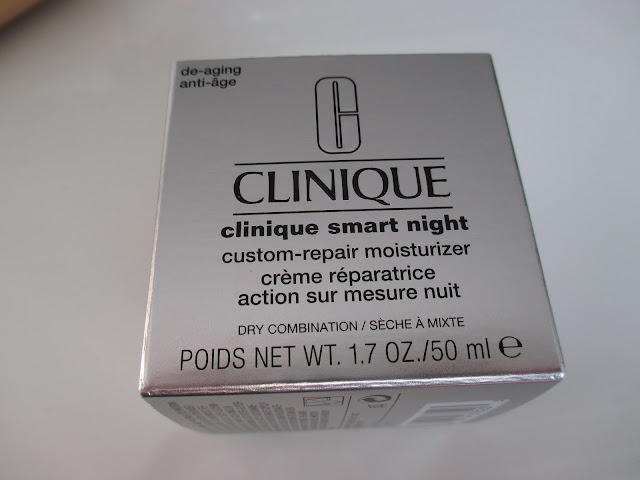 de-aging
anti-âge
C
CLINIQUE
clinique smart night
custom-repair moisturizer
crème réparatrice
action sur mesure nuit
DRY COMBINATION / SÈCHE À MIXTE
POIDS NET WT. 1.7 OZ./50 ml ℮